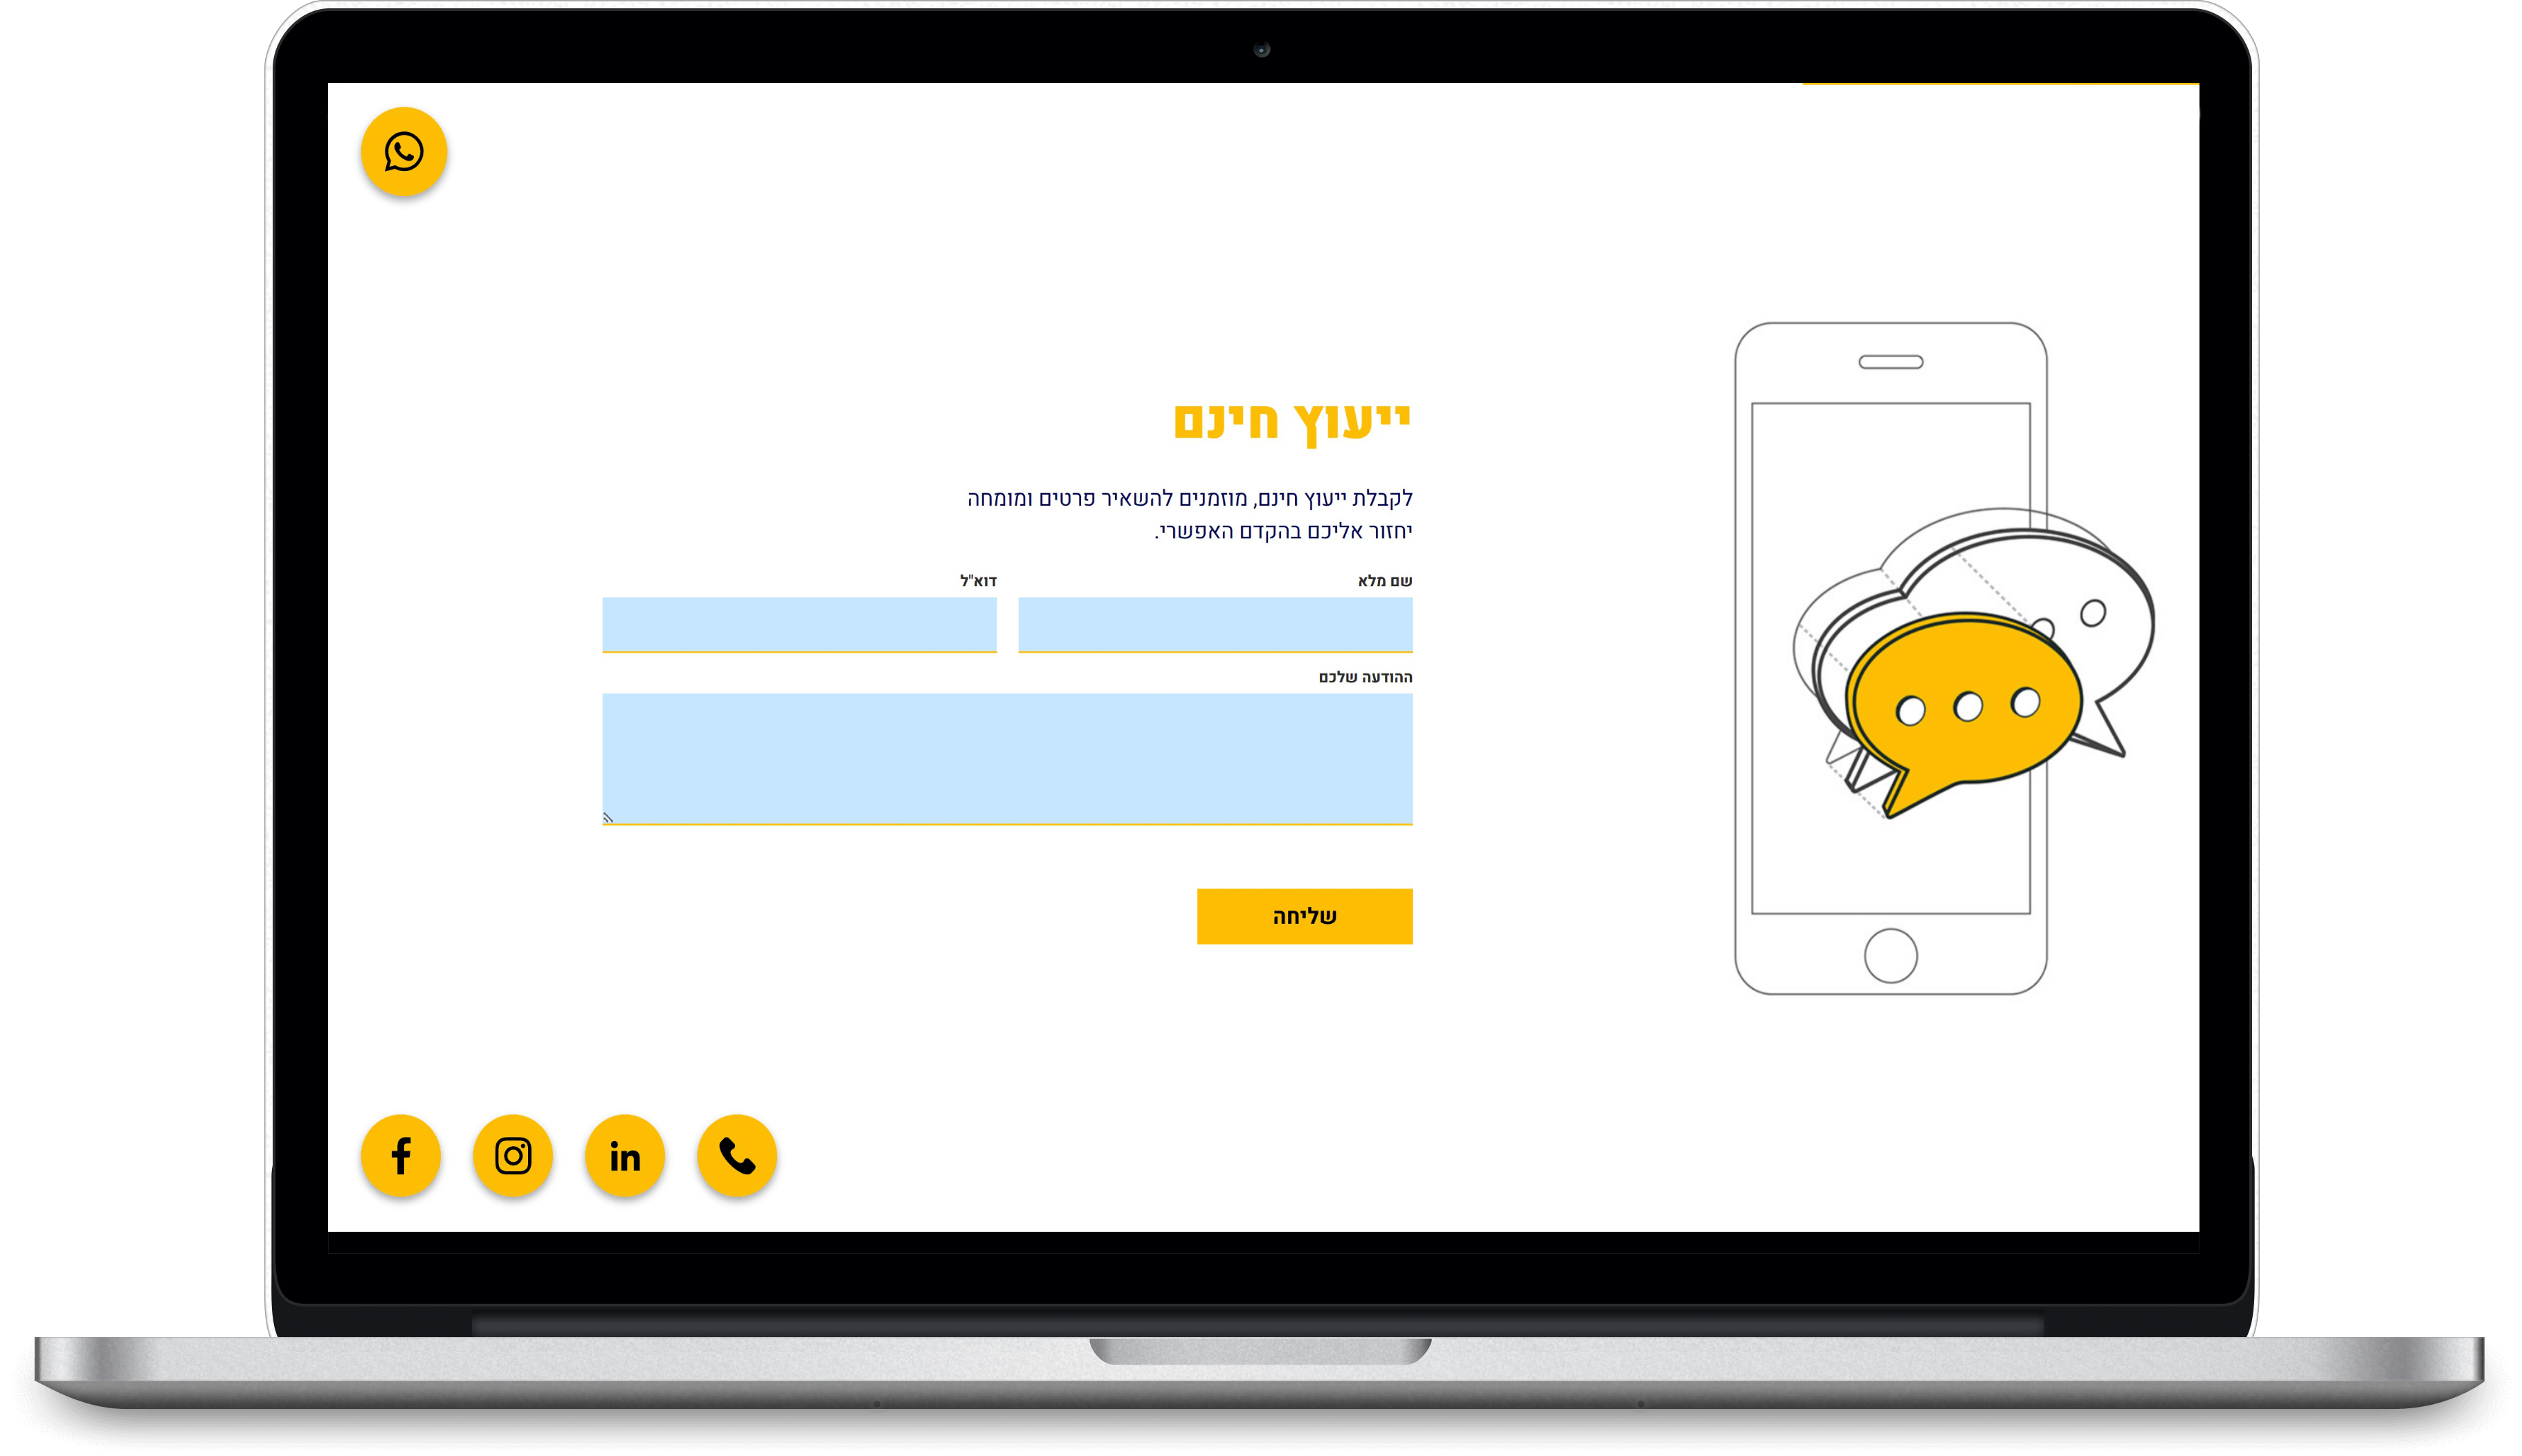 ייעוץ חינם
לקבלת ייעוץ חינם, מוזמנים להשאיר פרטים ומומחה
יחזור אליכם בהקדם האפשרי.
שם מלא
דוא"ל
ההודעה שלכם
שליחה